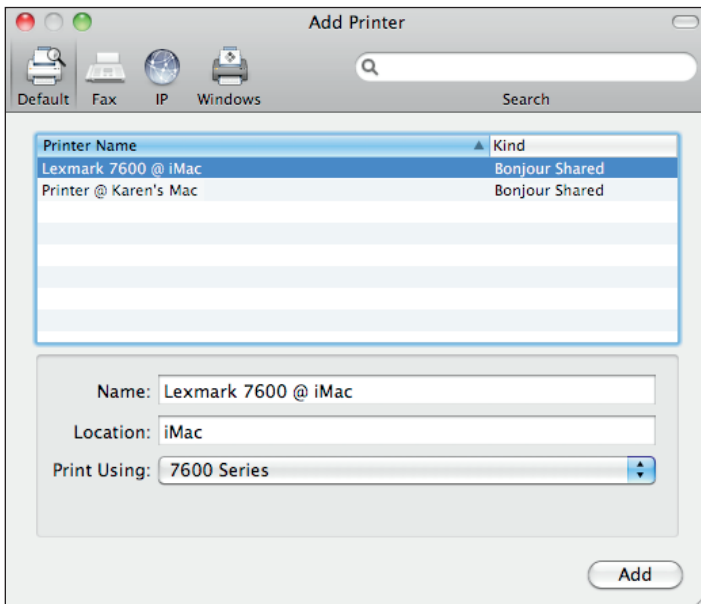 Add Printer
Default Fax IP Windows Search
Printer Name Kind
Lexmark 7600 @ iMac Bonjour Shared
Printer @ Karen's Mac Bonjour Shared
Name: Lexmark 7600 @ iMac
Location: iMac
Print Using: 7600 Series
Add